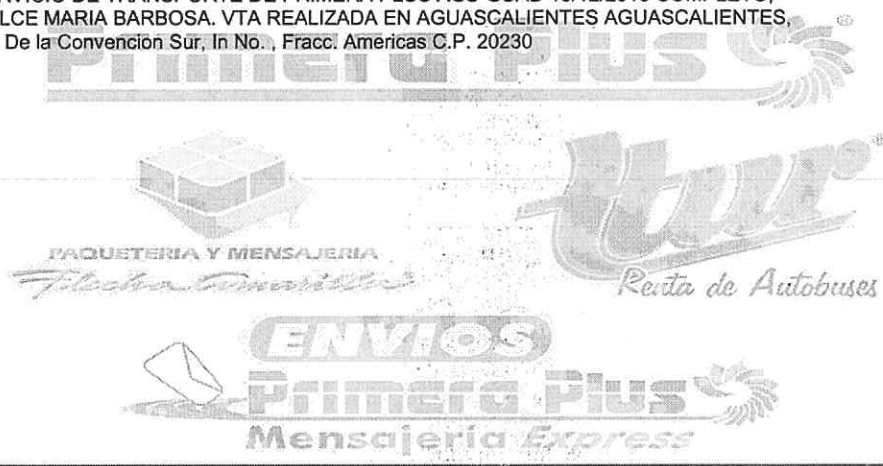 DULCE MARIA BARBOSA. VTA REALIZADA EN AGUASCALIENTES AGUASCALIENTES,
De la Convencion Sur, In No. , Fracc. Americas C.P. 20230
Primera Plus
PAQUETERIA Y MENSAJERIA
Flecha Amarilla
tur
Renta de Autobuses
ENVIOS
Primera Plus
Mensajería Express